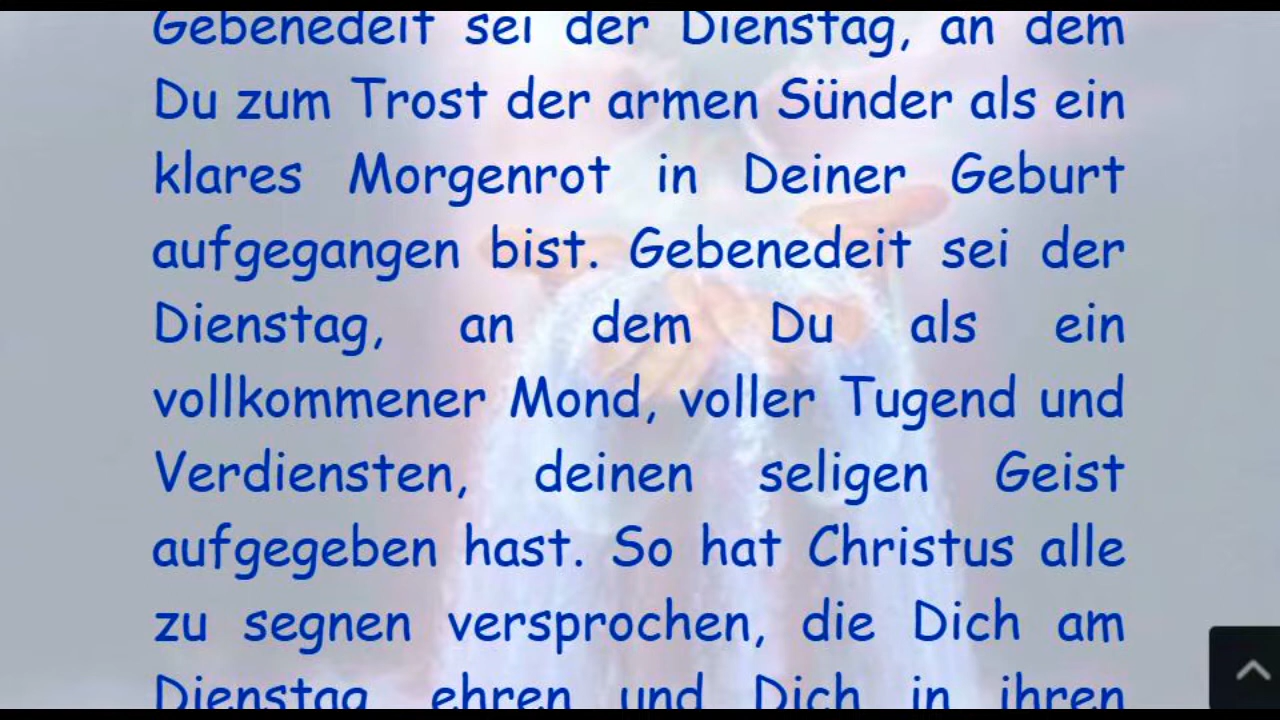 Gebenedeit sei der Dienstag, an dem
Du zum Trost der armen Sünder als ein
klares Morgenrot in Deiner Geburt
aufgegangen bist. Gebenedeit sei der
Dienstag, an dem Du als ein
vollkommener Mond, voller Tugend und
Verdiensten, deinen seligen Geist
aufgegeben hast. So hat Christus alle
zu segnen versprochen, die Dich am
Dienstag ehren und Dich in ihren